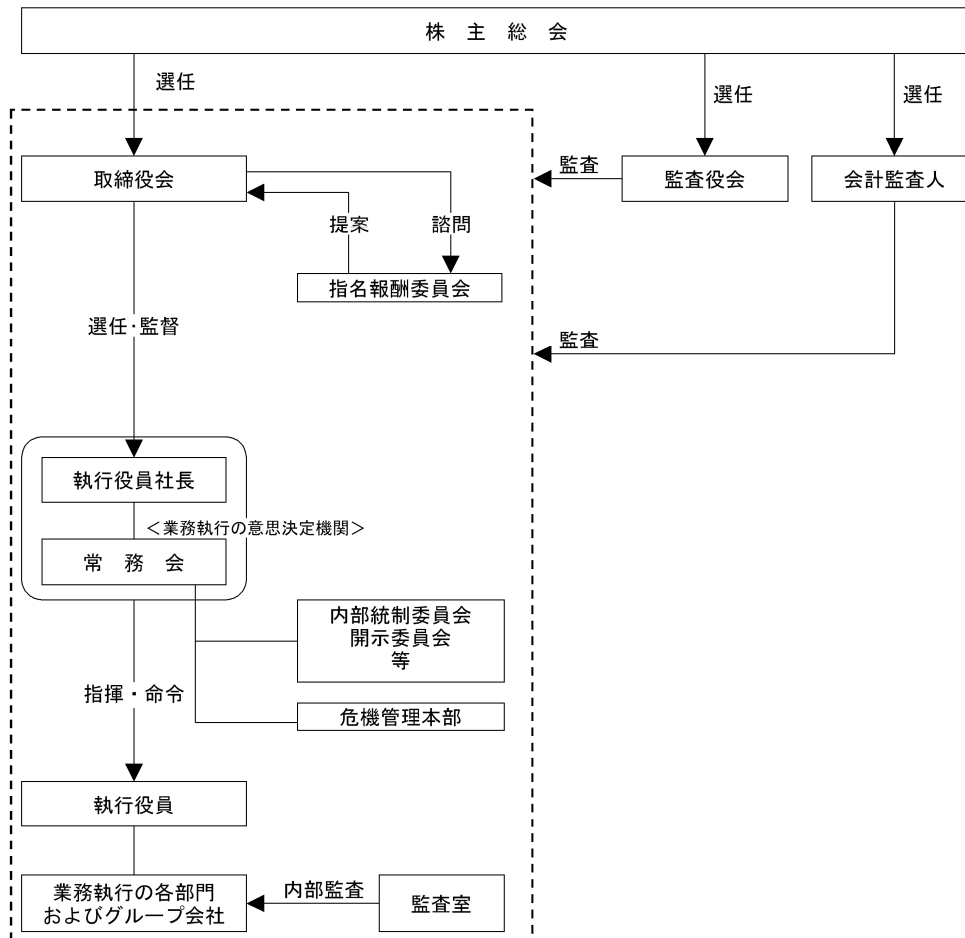 株　主　総　会
選任
選任
選任
取締役会
監査
監査役会
会計監査人
提案
諮問
指名報酬委員会
選任･監督
監査
執行役員社長
＜業務執行の意思決定機関＞
常　務　会
内部統制委員会
開示委員会
等
指揮・命令
危機管理本部
執行役員
業務執行の各部門
およびグループ会社
内部監査
監査室